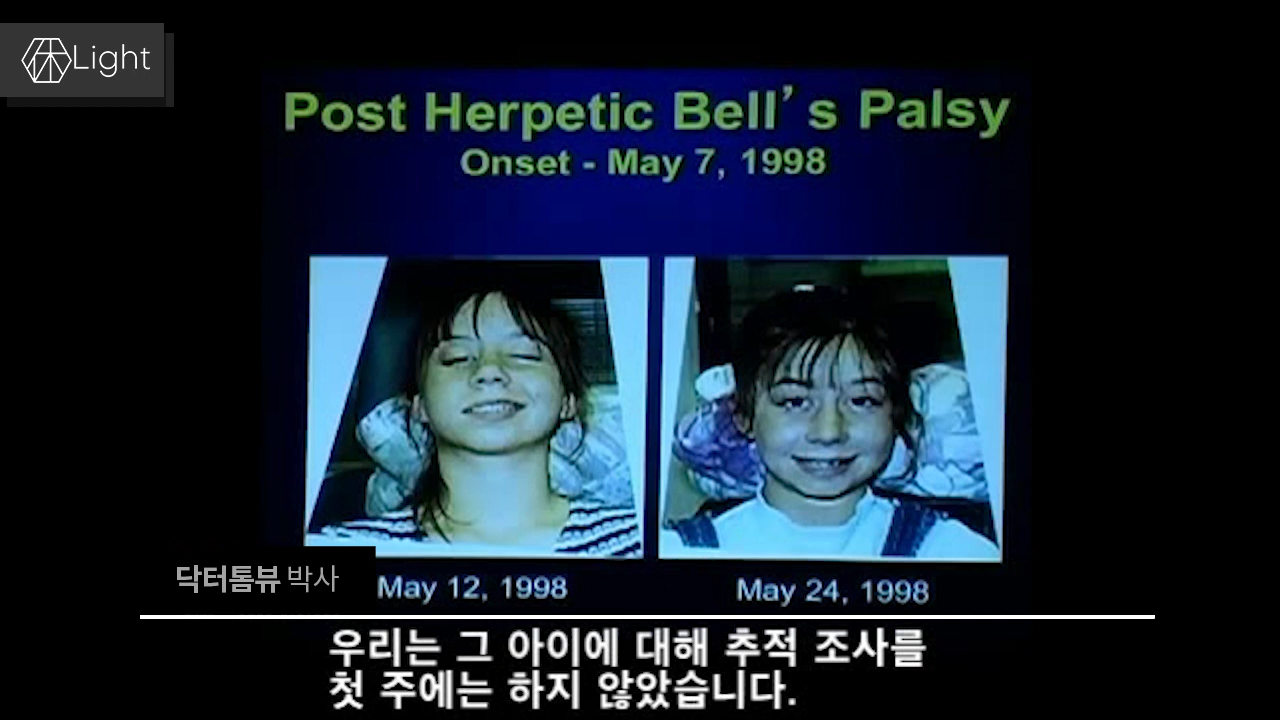 Light
Post Herpetic Bell's Palsy
Onset - May 7, 1998
May 12, 1998
May 24, 1998
닥터톰뷰 박사
우리는 그 아이에 대해 추적 조사를
첫 주에는 하지 않았습니다.